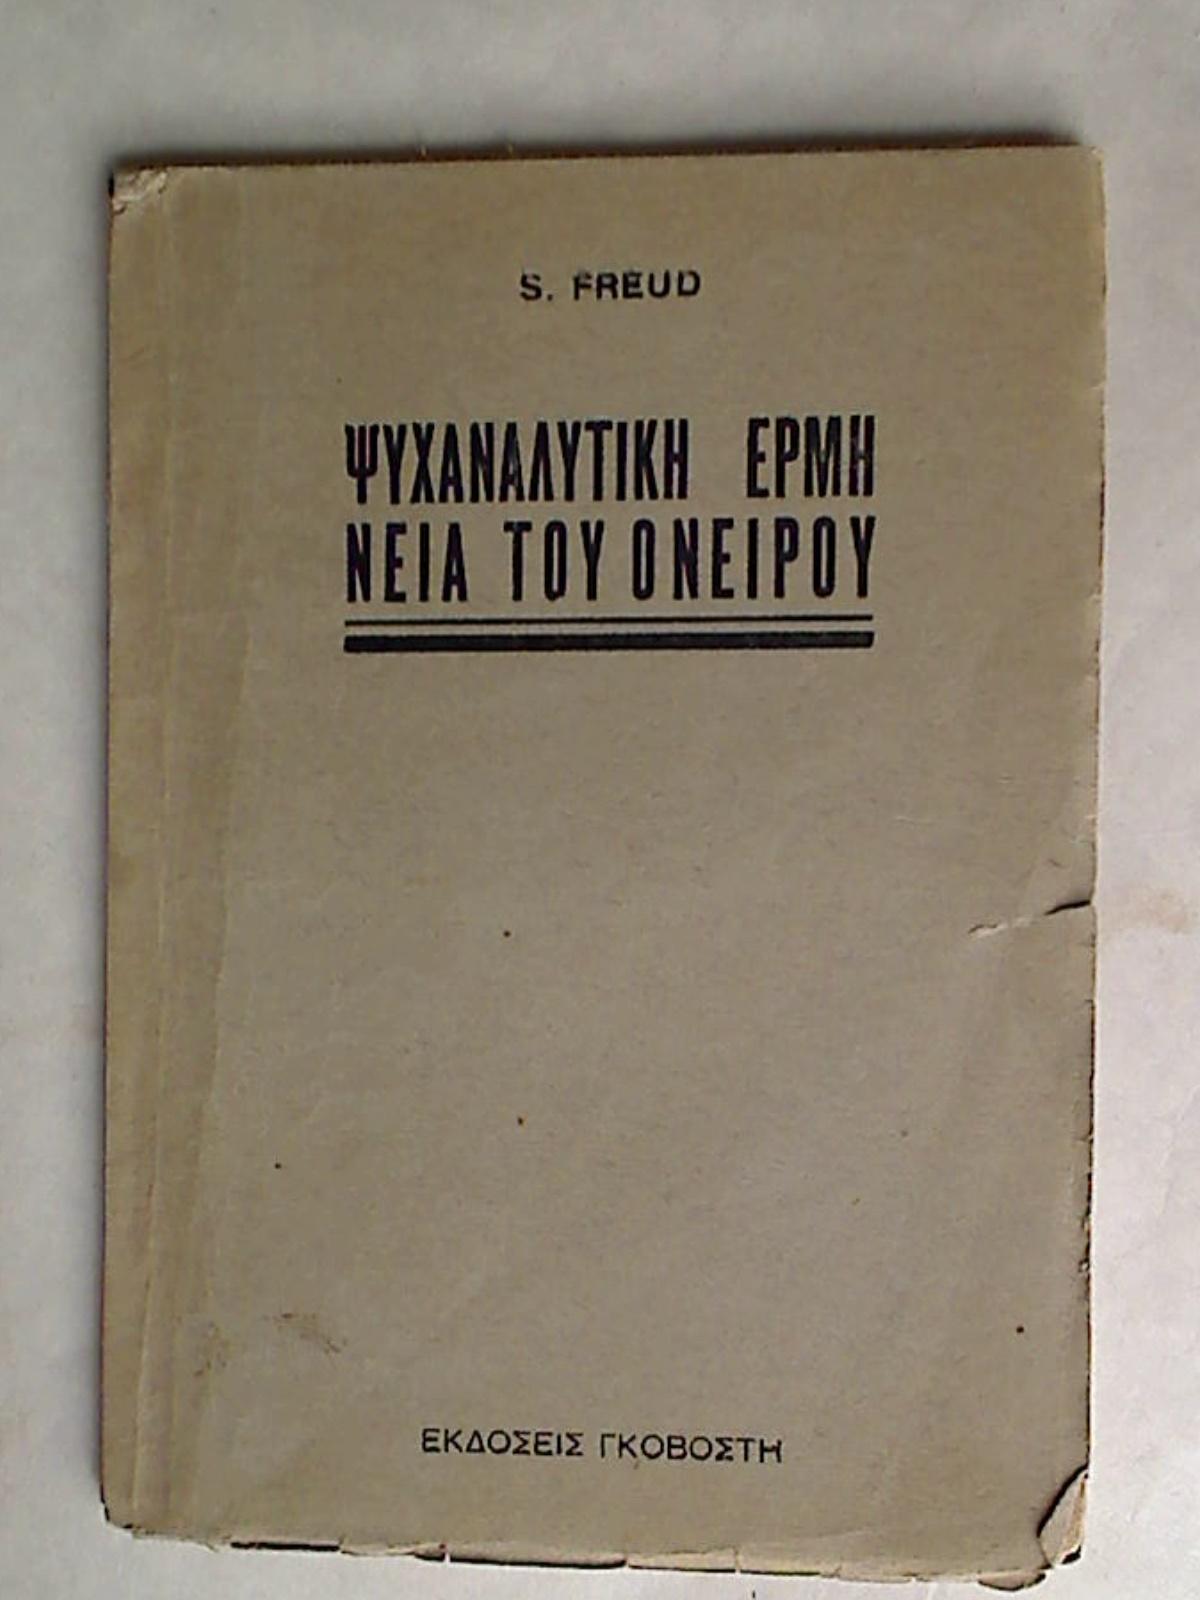 S. FREUD
ΨΥΧΑΝΑΛΥΤΙΚΗ ΕΡΜΗ
ΝΕΙΑ ΤΟΥ ΟΝΕΙΡΟΥ
ΕΚΔΟΣΕΙΣ ΓΚΟΒΟΣΤΗ